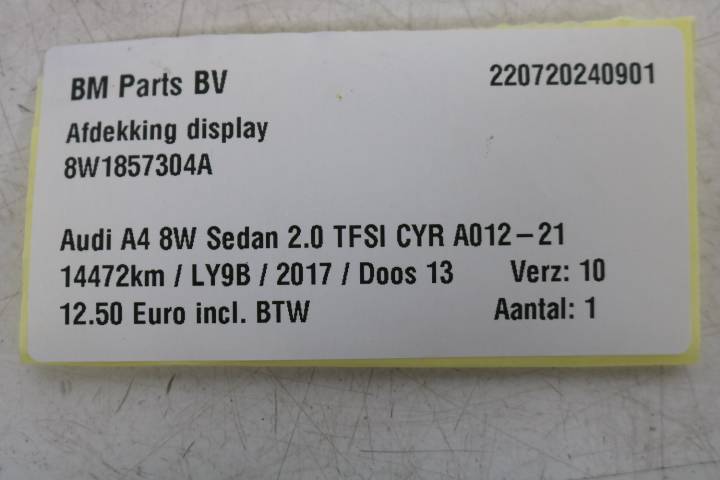 BM Parts BV 220720240901
Afdekking display
8W1857304A
Audi A4 8W Sedan 2.0 TFSI CYR A012-21
14472km / LY9B / 2017 / Doos 13 Verz: 10
12.50 Euro incl. BTW Aantal: 1